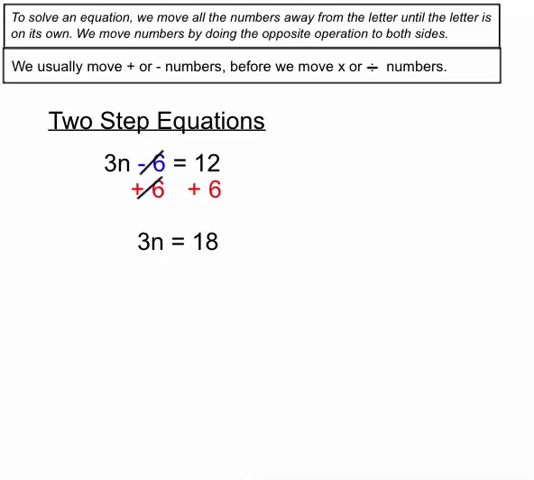 To solve an equation, we move all the numbers away from the letter until the letter is
on its own. We move numbers by doing the opposite operation to both sides.
We usually move + or - numbers, before we move x or ÷ numbers.
Two Step Equations
3n - 6 = 12
+ 6 + 6
3n = 18